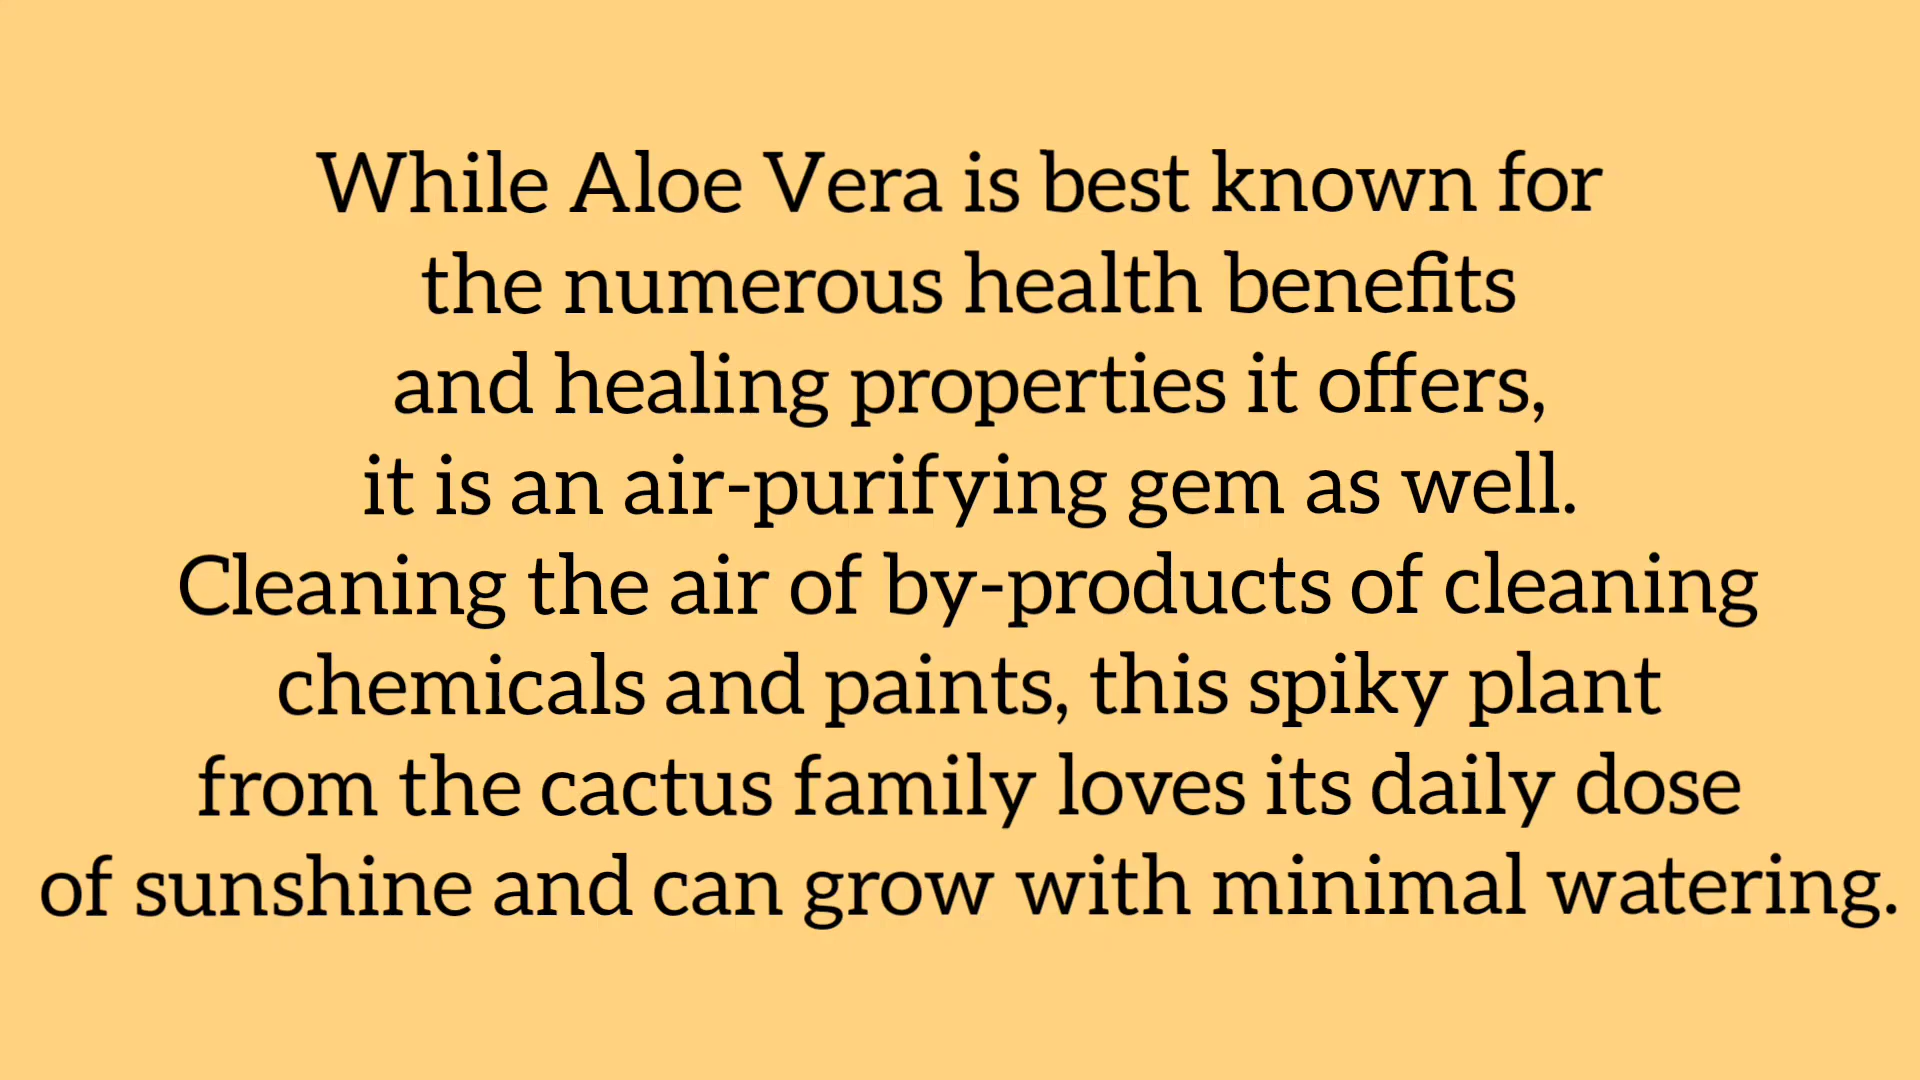 While Aloe Vera is best known for
the numerous health benefits
and healing properties it offers,
it is an air-purifying gem as well.
Cleaning the air of by-products of cleaning
chemicals and paints, this spiky plant
from the cactus family loves its daily dose
of sunshine and can grow with minimal watering.